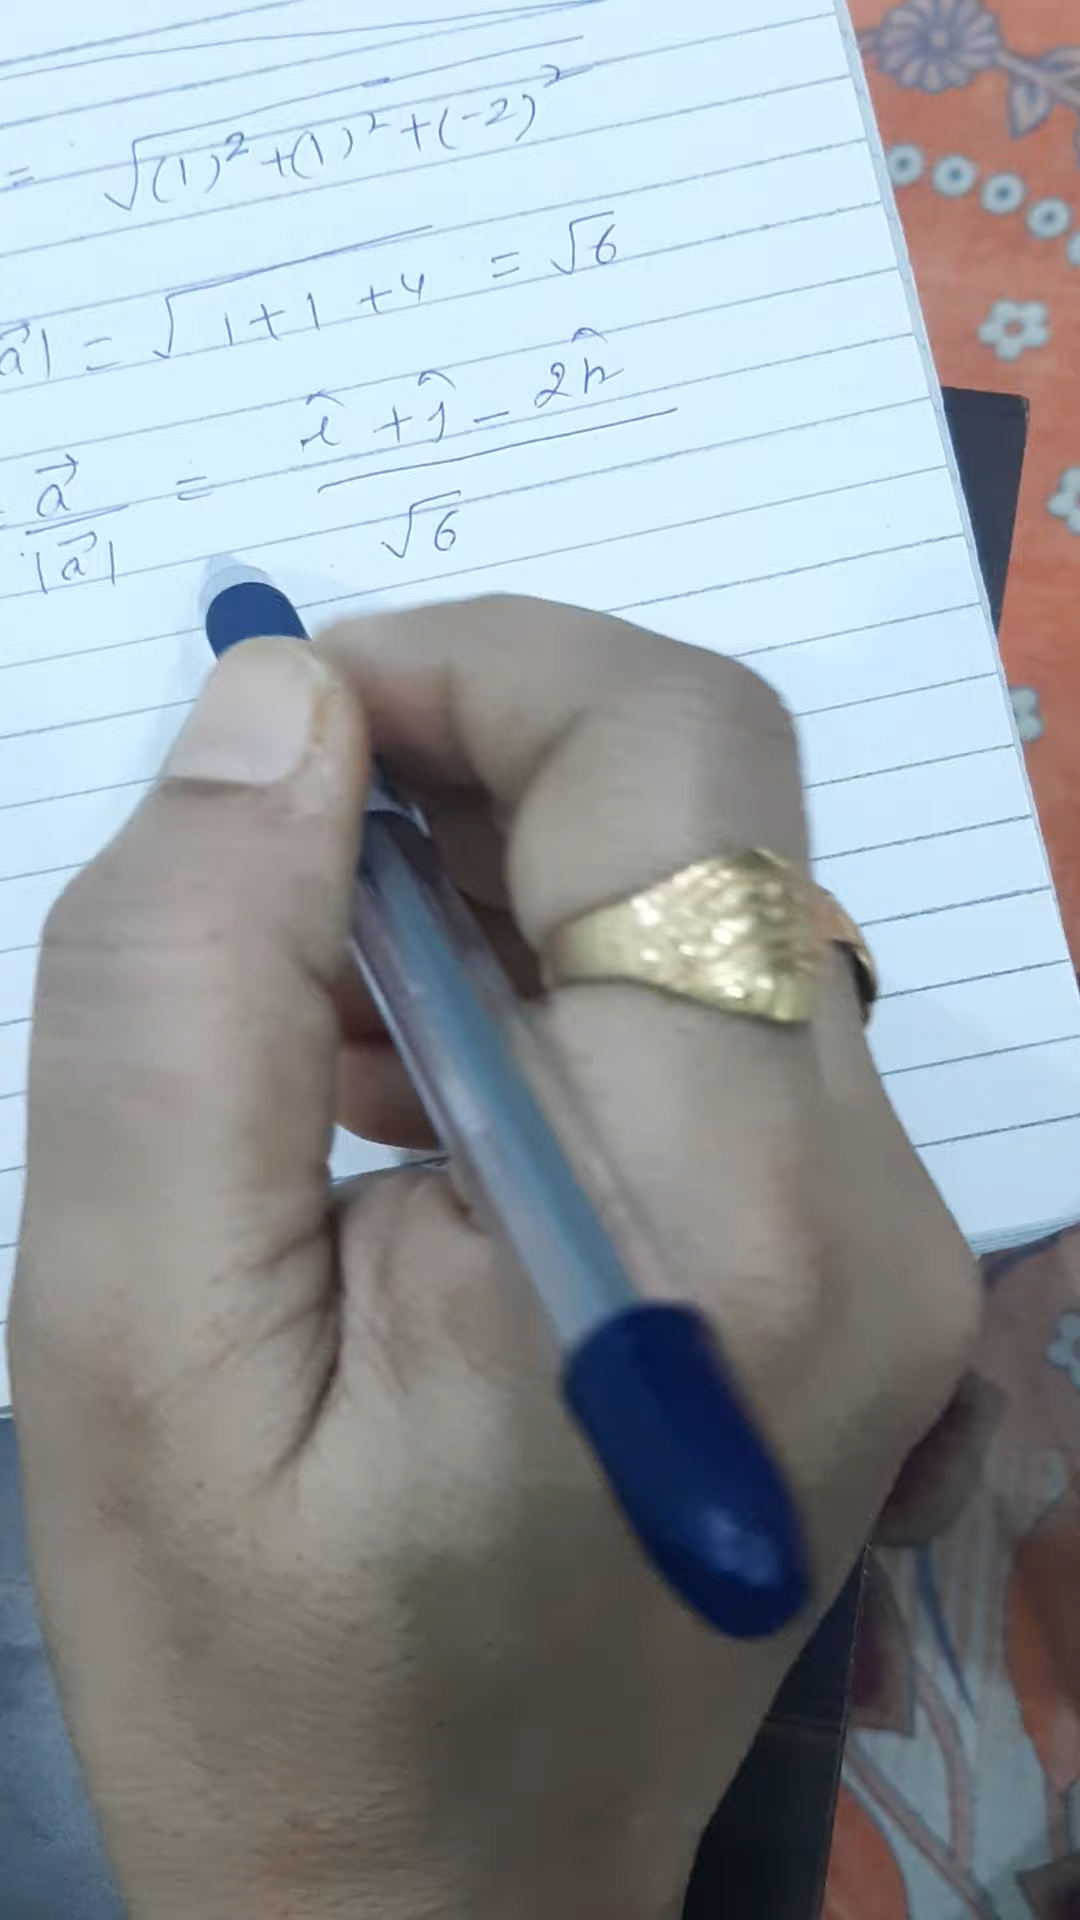 = √(1)² + (1)² + (-2)²
|a⃗| = √1 + 1 + 4 = √6
= a⃗/|a⃗| = î + ĵ - 2k̂/√6